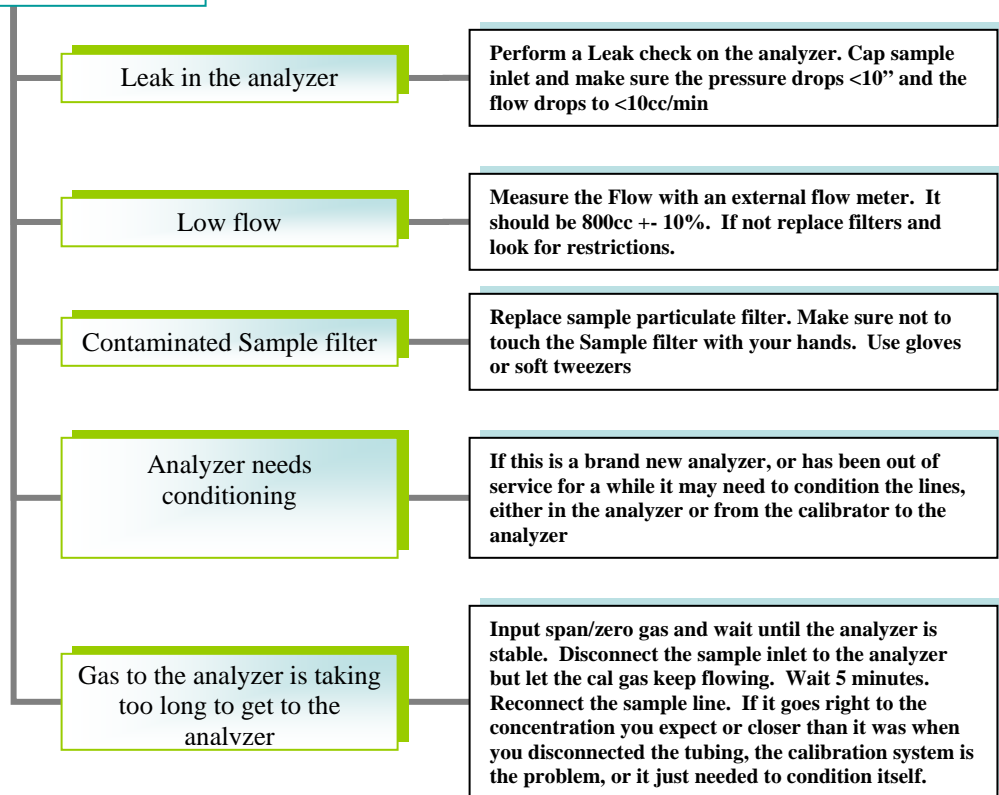 Leak in the analyzer
Perform a Leak check on the analyzer. Cap sample
inlet and make sure the pressure drops <10” and the
flow drops to <10cc/min
Low flow
Measure the Flow with an external flow meter.  It
should be 800cc +- 10%.  If not replace filters and
look for restrictions.
Contaminated Sample filter
Replace sample particulate filter. Make sure not to
touch the Sample filter with your hands.  Use gloves
or soft tweezers
Analyzer needs
conditioning
If this is a brand new analyzer, or has been out of
service for a while it may need to condition the lines,
either in the analyzer or from the calibrator to the
analyzer
Gas to the analyzer is taking
too long to get to the
analyzer
Input span/zero gas and wait until the analyzer is
stable.  Disconnect the sample inlet to the analyzer
but let the cal gas keep flowing.  Wait 5 minutes.
Reconnect the sample line.  If it goes right to the
concentration you expect or closer than it was when
you disconnected the tubing, the calibration system is
the problem, or it just needed to condition itself.